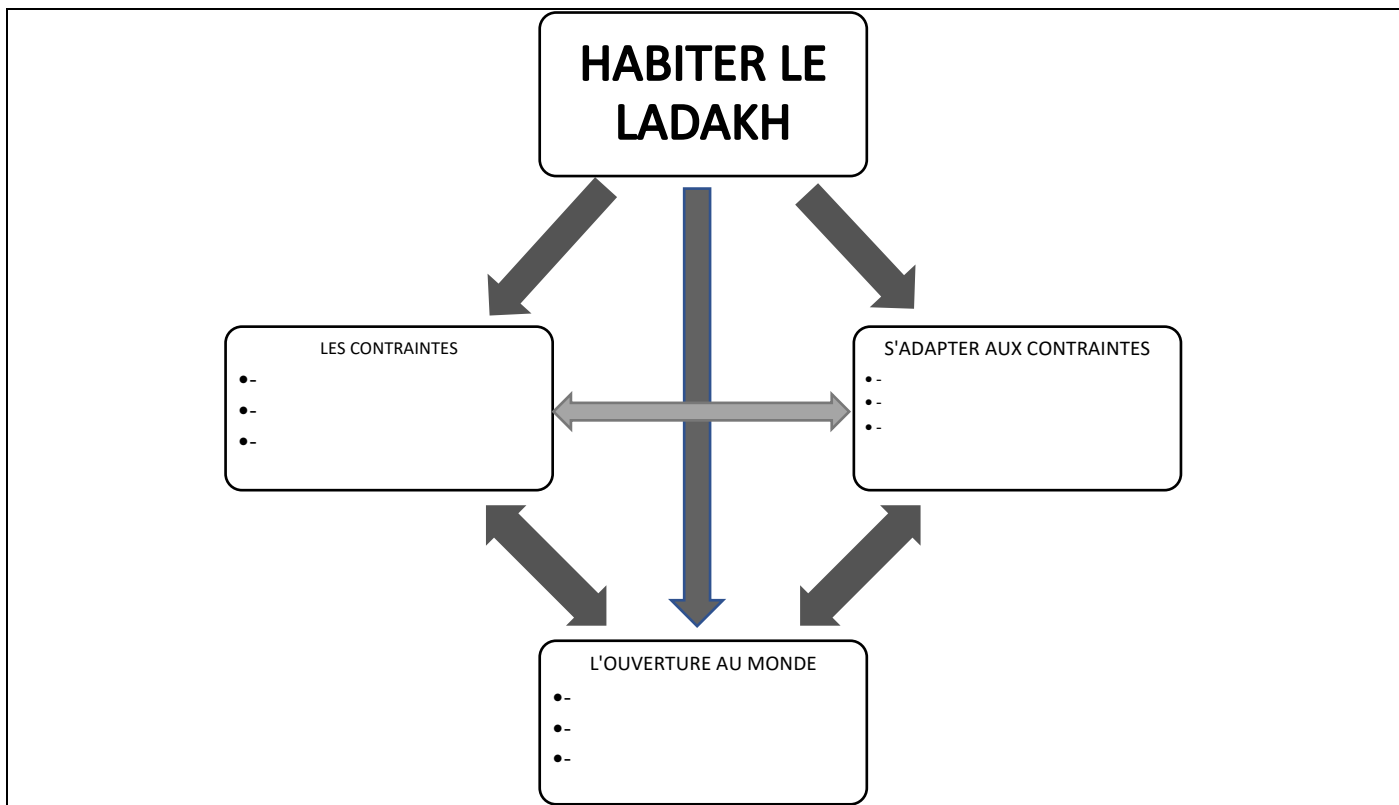 HABITER LE
LADAKH
LES CONTRAINTES
•-
•-
•-
S'ADAPTER AUX CONTRAINTES
• -
• -
• -
L'OUVERTURE AU MONDE
•-
•-
•-